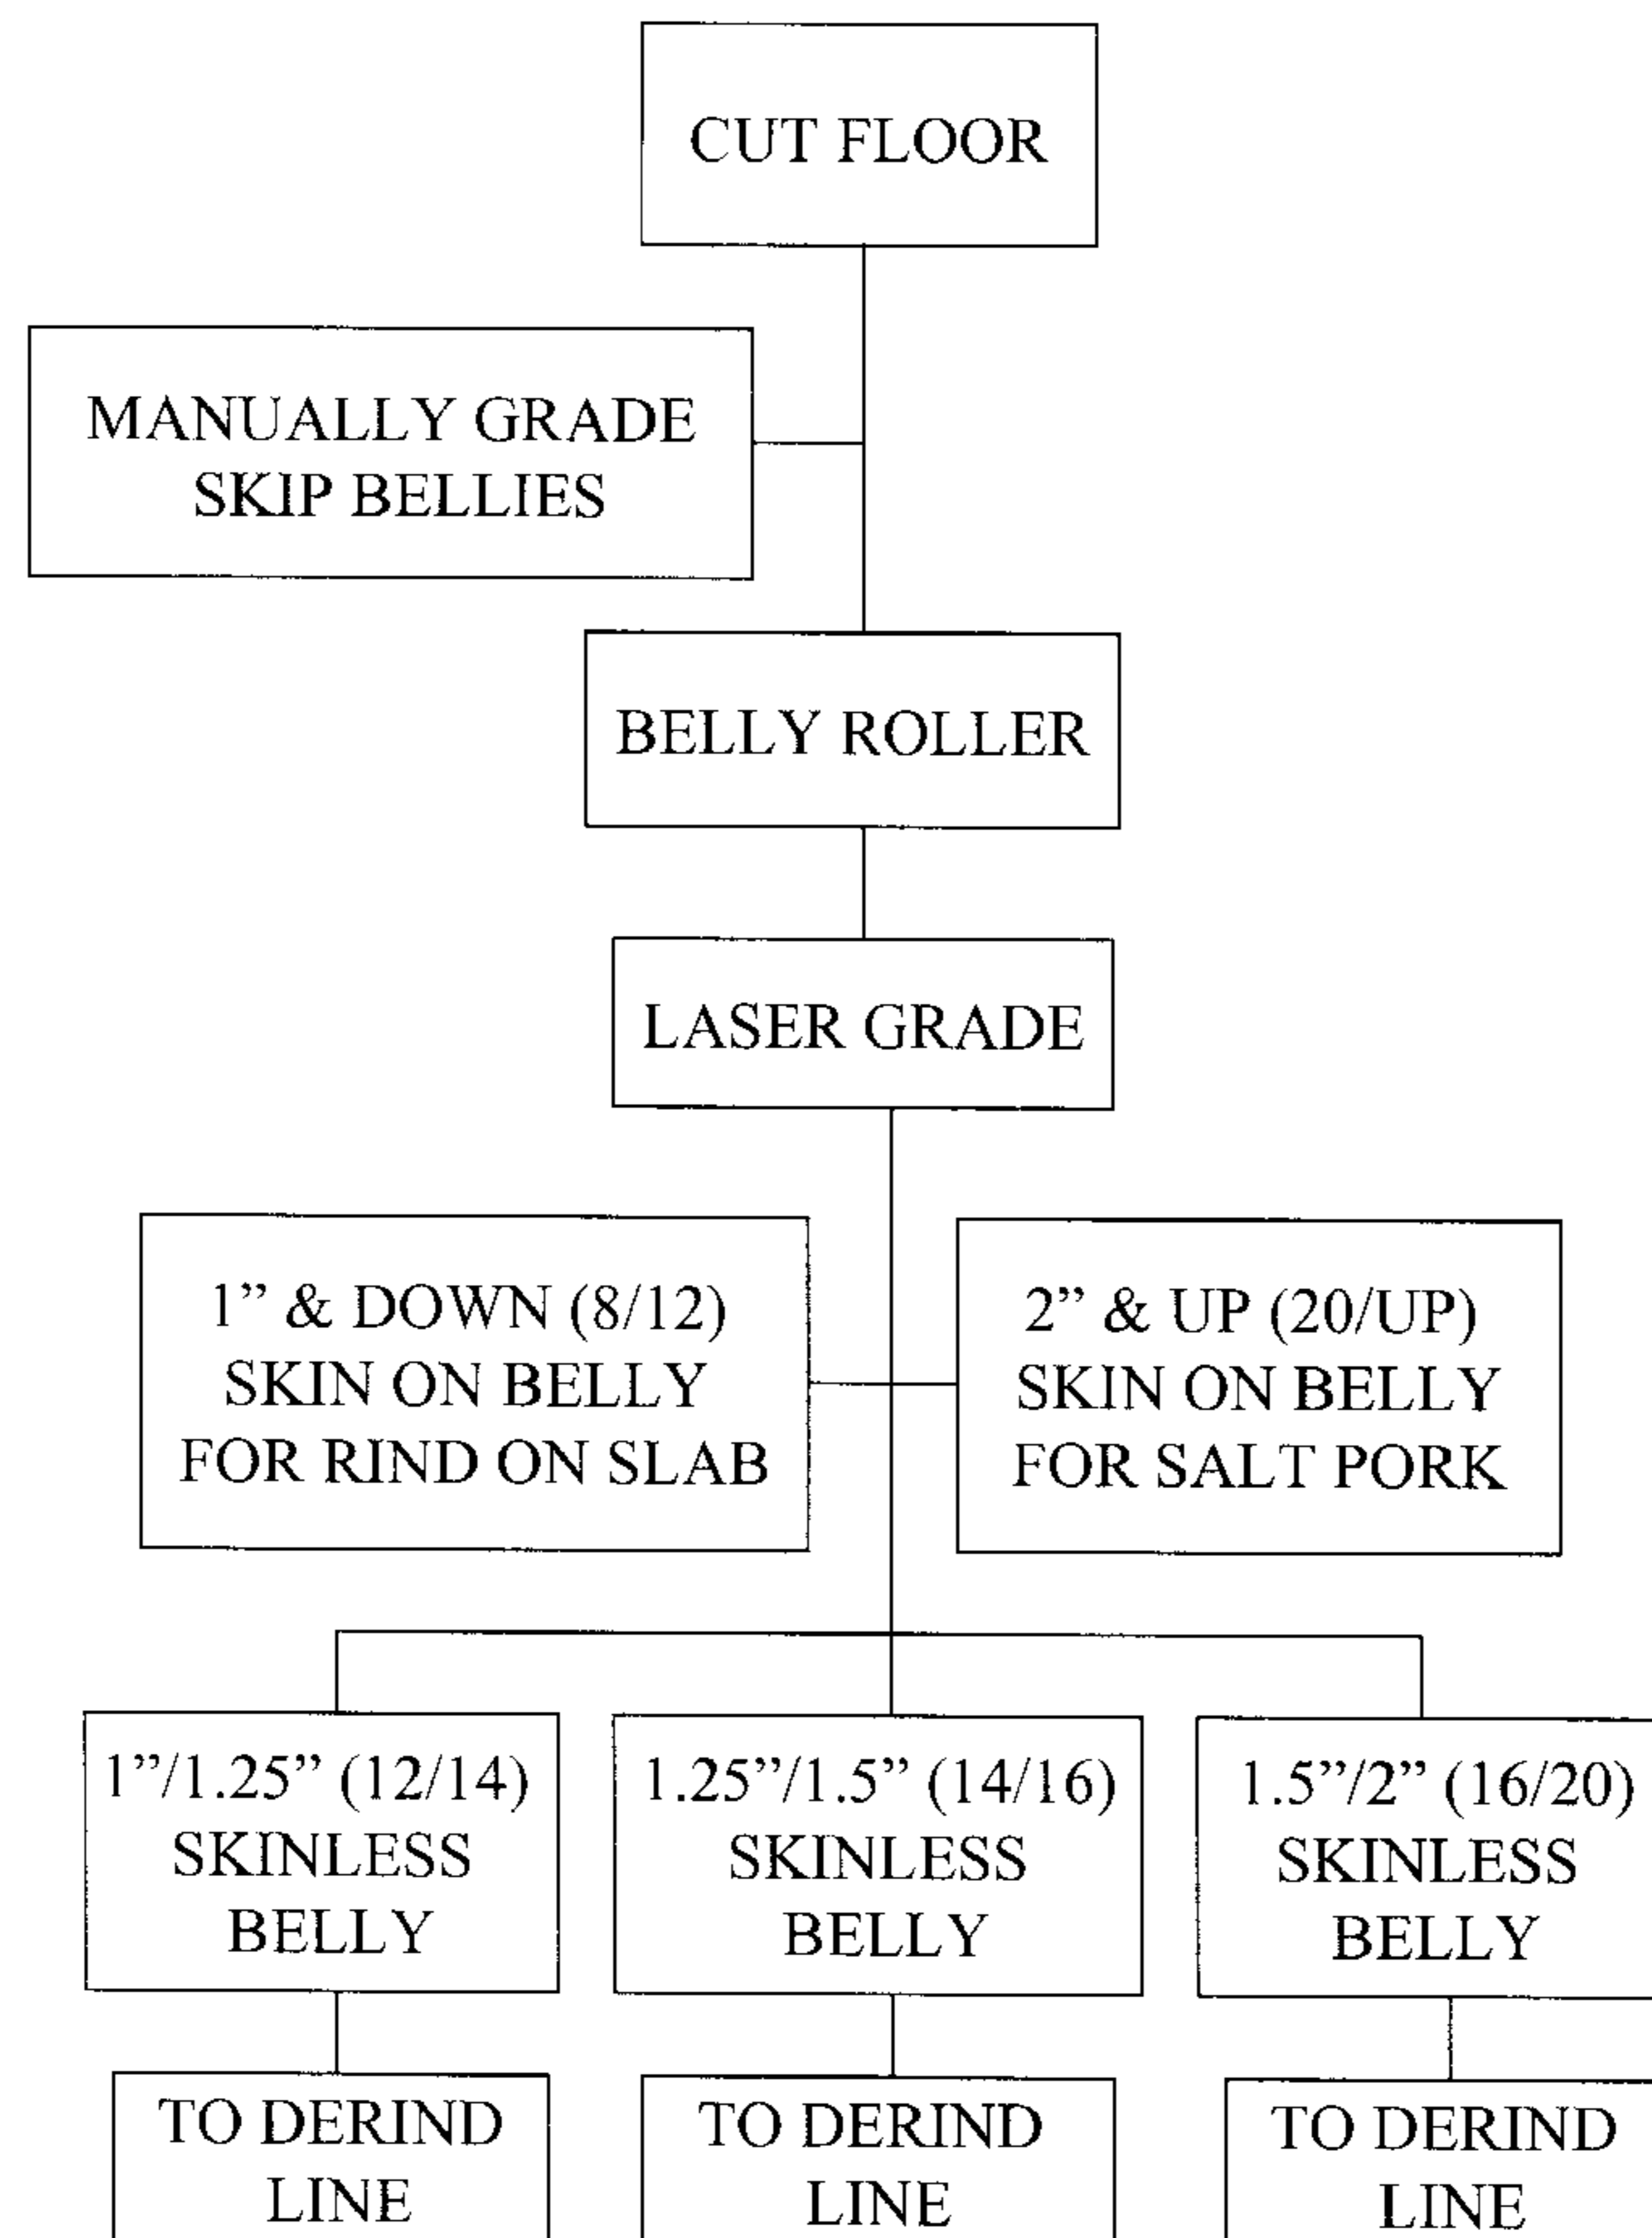 CUT FLOOR
MANUALLY GRADE
SKIP BELLIES
BELLY ROLLER
LASER GRADE
1” & DOWN (8/12)
SKIN ON BELLY
FOR RIND ON SLAB
2” & UP (20/UP)
SKIN ON BELLY
FOR SALT PORK
1”/1.25” (12/14)
SKINLESS
BELLY
1.25”/1.5” (14/16)
SKINLESS
BELLY
1.5”/2” (16/20)
SKINLESS
BELLY
TO DERIND
LINE
TO DERIND
LINE
TO DERIND
LINE